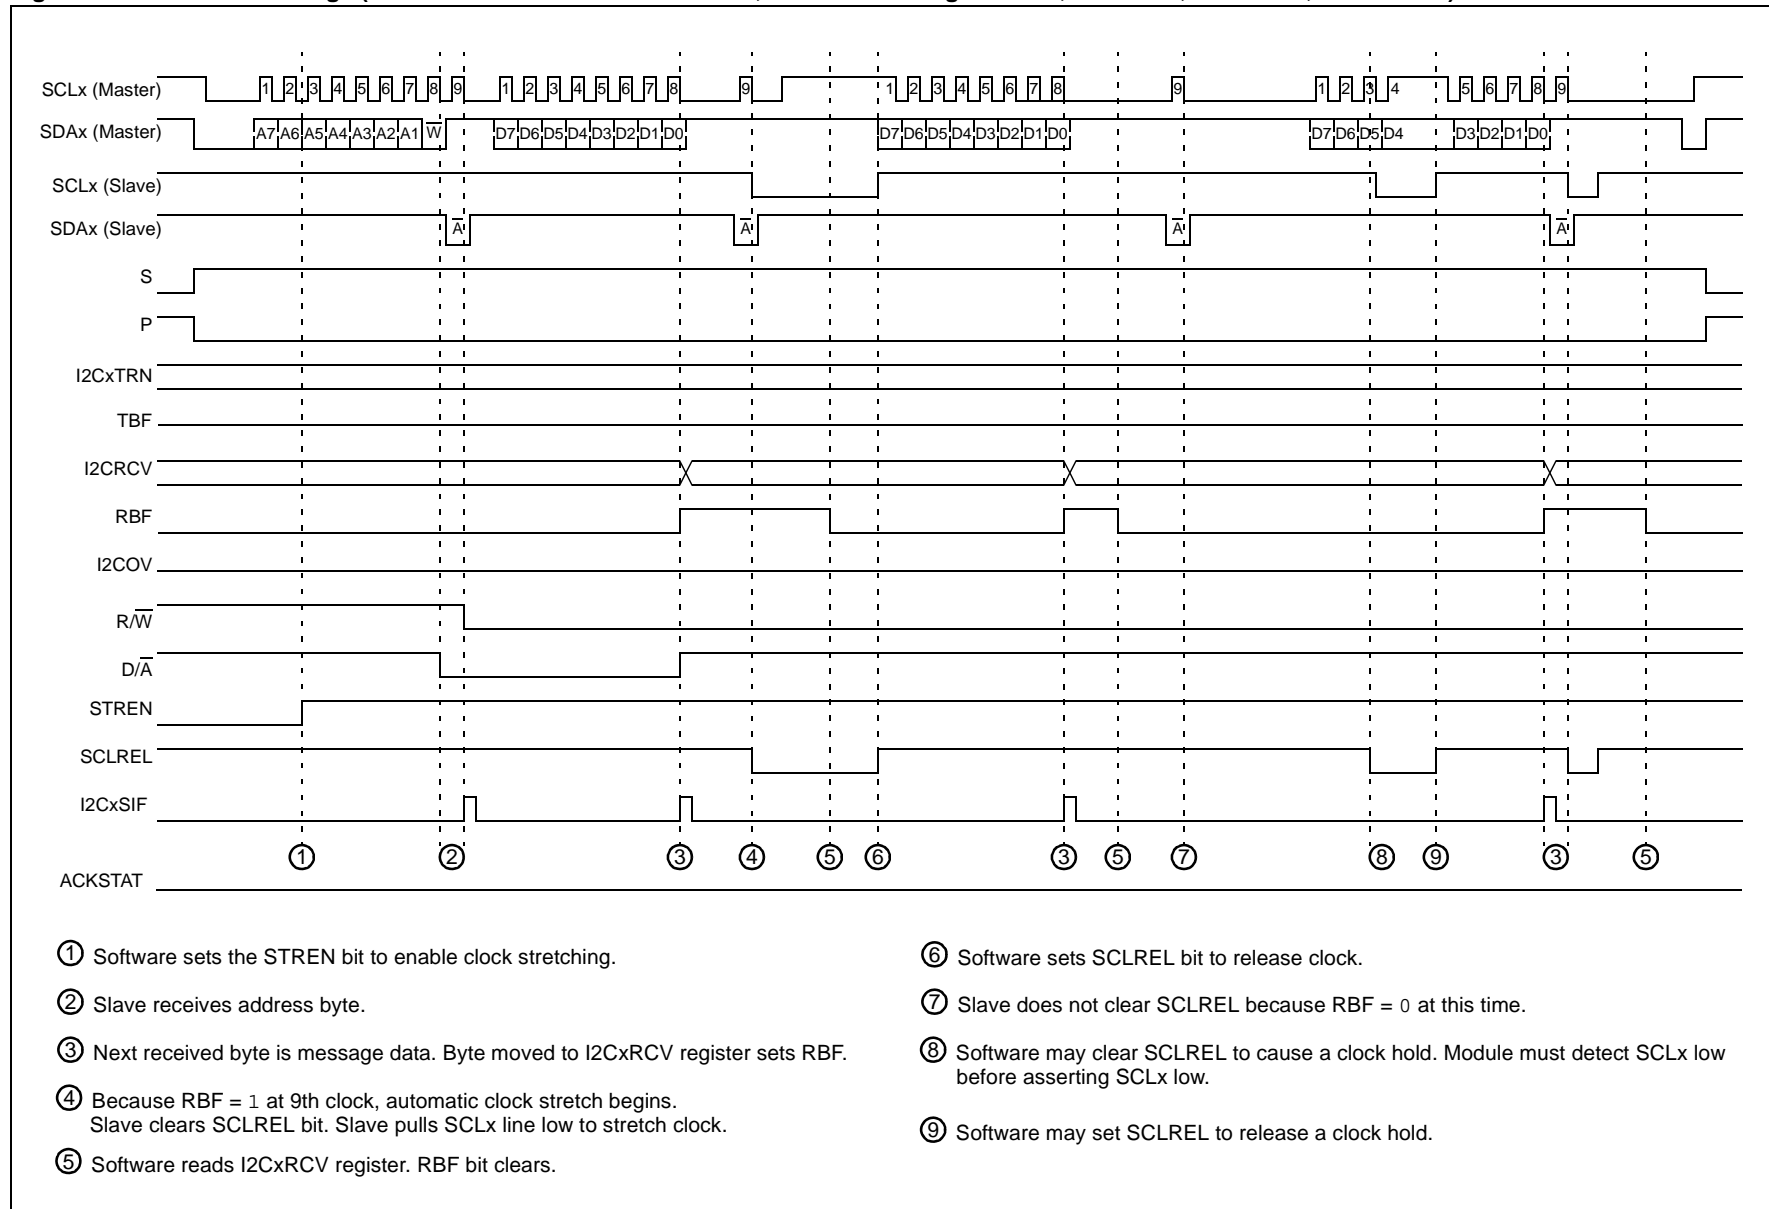 SCLx (Master) 1 2 3 4 5 6 7 8 9 1 2 3 4 5 6 7 8 9 1 2 3 4 5 6 7 8 9 1 2 3 4 5 6 7 8 9
SDAx (Master) A7 A6 A5 A4 A3 A2 A1 W D7 D6 D5 D4 D3 D2 D1 D0 D7 D6 D5 D4 D3 D2 D1 D0 D7 D6 D5 D4 D3 D2 D1 D0
SCLx (Slave)
SDAx (Slave) A A A A
S
P
I2CxTRN
TBF
I2CRCV
RBF
I2COV
R/W
D/A
STREN
SCLREL
I2CxSIF
1 2 3 4 5 6 3 5 7 8 9 3 5
ACKSTAT
1 Software sets the STREN bit to enable clock stretching.
2 Slave receives address byte.
3 Next received byte is message data. Byte moved to I2CxRCV register sets RBF.
4 Because RBF = 1 at 9th clock, automatic clock stretch begins.
Slave clears SCLREL bit. Slave pulls SCLx line low to stretch clock.
5 Software reads I2CxRCV register. RBF bit clears.
6 Software sets SCLREL bit to release clock.
7 Slave does not clear SCLREL because RBF = 0 at this time.
8 Software may clear SCLREL to cause a clock hold. Module must detect SCLx low
before asserting SCLx low.
9 Software may set SCLREL to release a clock hold.